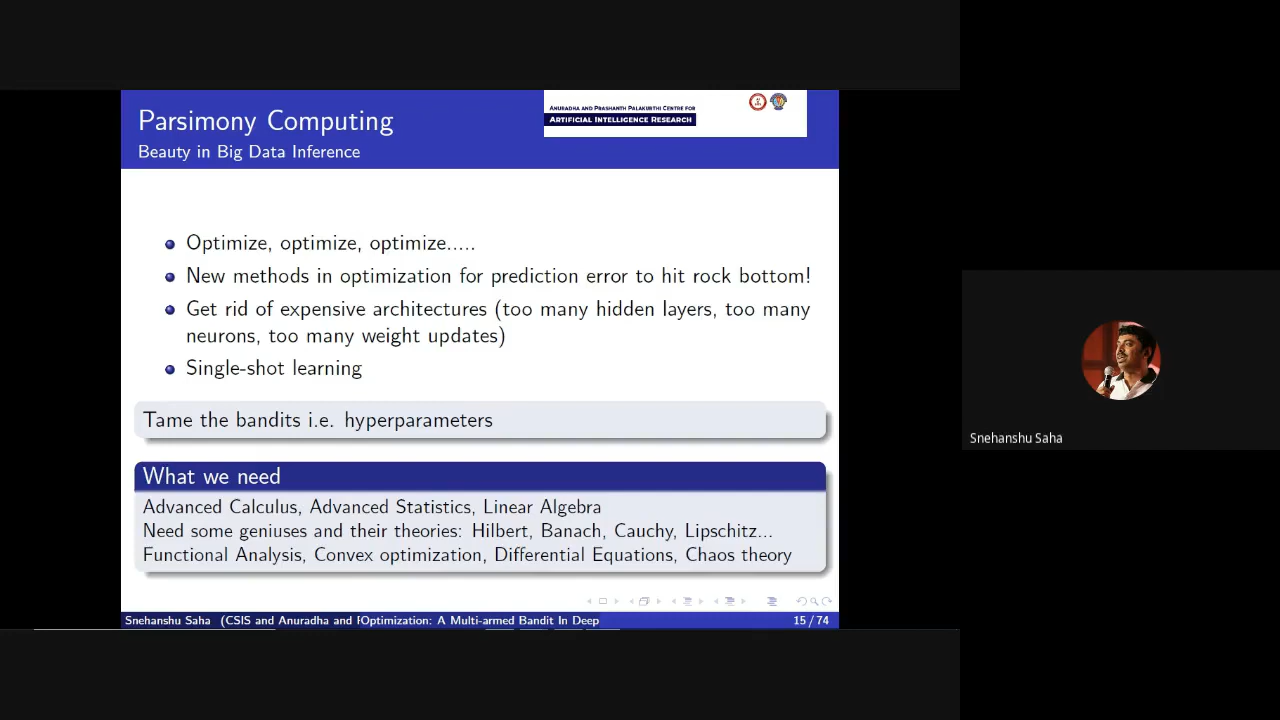 Parsimony Computing
Beauty in Big Data Inference
ANURADHA AND PRASHANTH PALAKURTHI CENTRE FOR
ARTIFICIAL INTELLIGENCE RESEARCH
Optimize, optimize, optimize.....
New methods in optimization for prediction error to hit rock bottom!
Get rid of expensive architectures (too many hidden layers, too many
neurons, too many weight updates)
Single-shot learning
Tame the bandits i.e. hyperparameters
What we need
Advanced Calculus, Advanced Statistics, Linear Algebra
Need some geniuses and their theories: Hilbert, Banach, Cauchy, Lipschitz...
Functional Analysis, Convex optimization, Differential Equations, Chaos theory
Snehanshu Saha (CSIS and Anuradha and Optimization: A Multi-armed Bandit In Deep
15 / 74
Snehanshu Saha